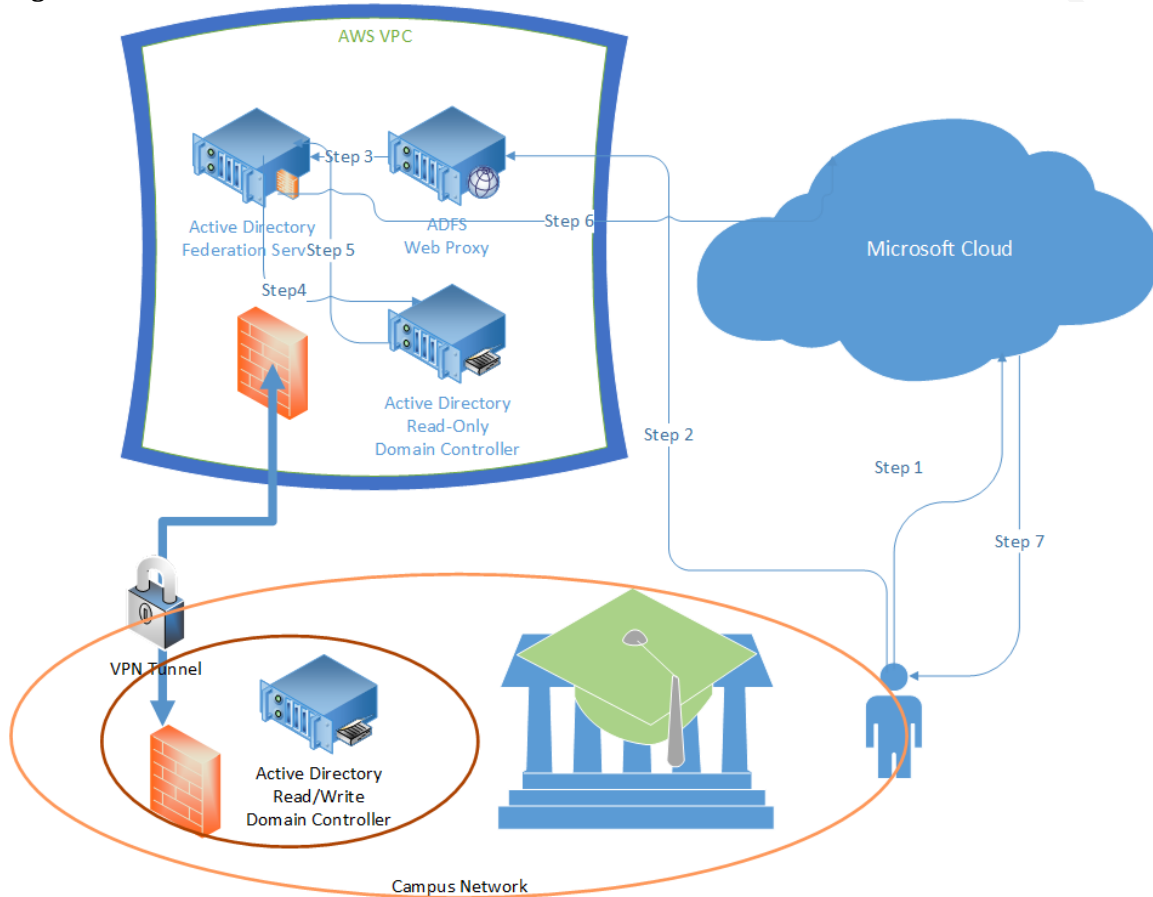 AWS VPC
Step 3
Active Directory
Federation Serv
ADFS
Web Proxy
Step 6
Step 5
Step4
Microsoft Cloud
Active Directory
Read-Only
Domain Controller
Step 2
Step 1
Step 7
VPN Tunnel
Active Directory
Read/Write
Domain Controller
Campus Network